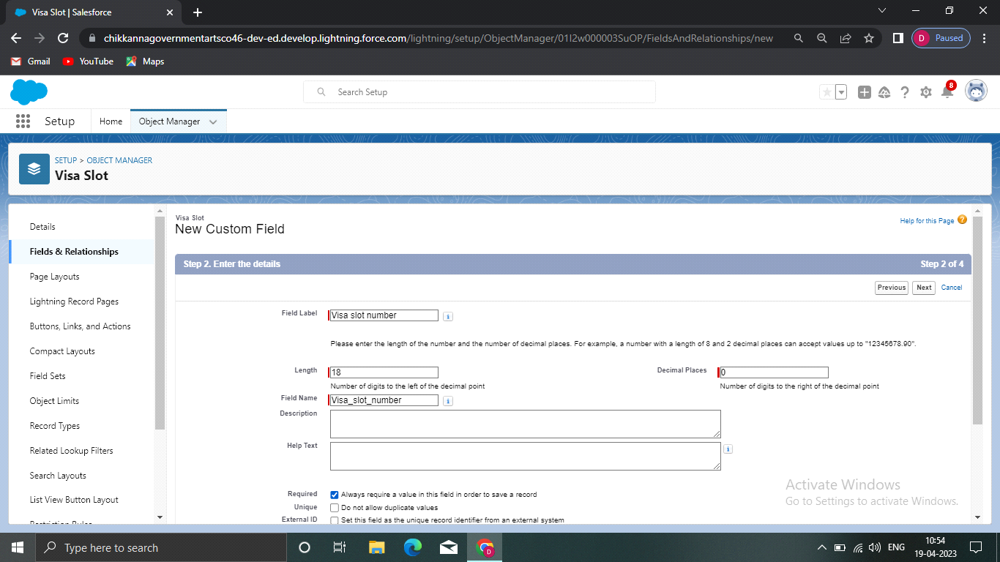 Visa Slot | Salesforce
chikkannagovernmentartsco46-dev-ed.develop.lightning.force.com/lightning/setup/ObjectManager/01I2w000003SuOP/FieldsAndRelationships/new
D Paused
Gmail YouTube Maps
Search Setup
8
Setup Home Object Manager
SETUP > OBJECT MANAGER
Visa Slot
Details
Fields & Relationships
Page Layouts
Lightning Record Pages
Buttons, Links, and Actions
Compact Layouts
Field Sets
Object Limits
Record Types
Related Lookup Filters
Search Layouts
List View Button Layout
Restriction Rules
Visa Slot
New Custom Field
Help for this Page ?
Step 2. Enter the details Step 2 of 4
Previous Next Cancel
Field Label Visa slot number i
Please enter the length of the number and the number of decimal places. For example, a number with a length of 8 and 2 decimal places can accept values up to "12345678.90".
Length 18 Decimal Places 0
Number of digits to the left of the decimal point Number of digits to the right of the decimal point
Field Name Visa_slot_number i
Description
Help Text i
Required Always require a value in this field in order to save a record
Unique Do not allow duplicate values
External ID Set this field as the unique record identifier from an external system
Activate Windows
Go to Settings to activate Windows.
Type here to search
D
ENG
10:54
19-04-2023